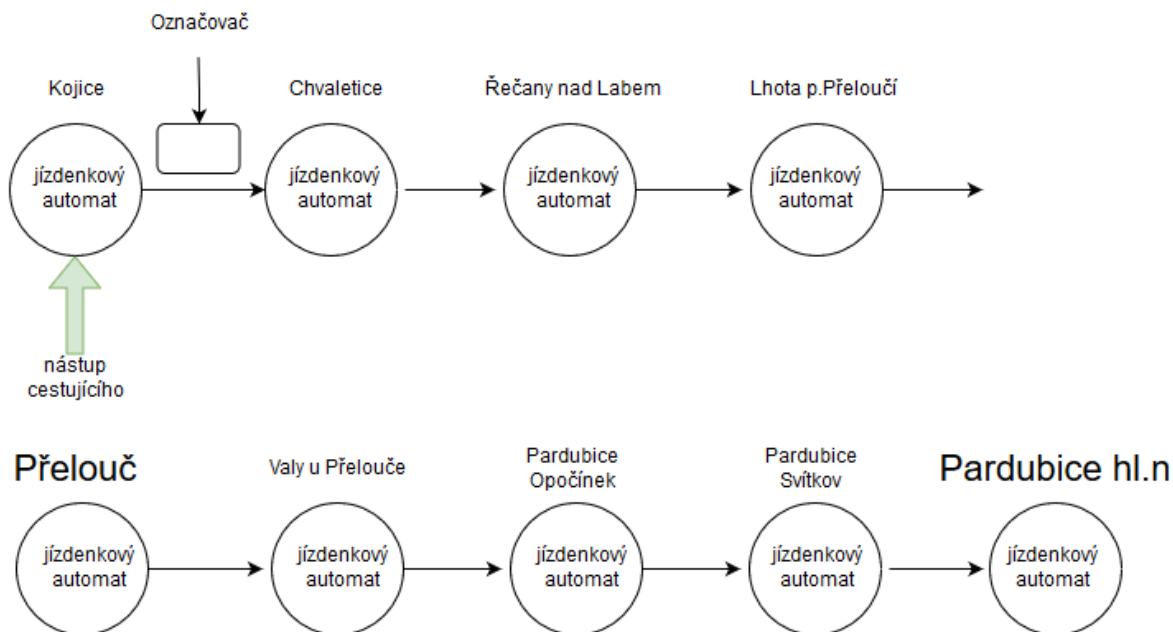 Označovač
Kojice
Chvaletice
Řečany nad Labem
Lhota p.Přeloučí
jízdenkový
automat
jízdenkový
automat
jízdenkový
automat
jízdenkový
automat
nástup
cestujícího
Přelouč
Valy u Přelouče
Pardubice
Opočínek
Pardubice
Svítkov
Pardubice hl.n
jízdenkový
automat
jízdenkový
automat
jízdenkový
automat
jízdenkový
automat
jízdenkový
automat